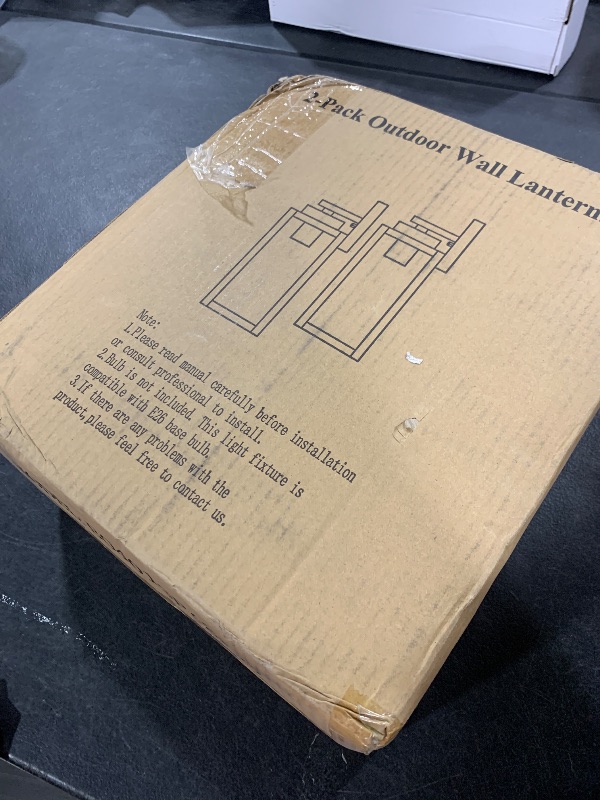 2-Pack Outdoor Wall Lantern
Note:
1.Please read manual carefully before installation
or consult professional to install.
2.Bulb is not included. This light fixture is
compatible with E26 base bulb.
3.If there are any problems with the
product,please feel free to contact us.